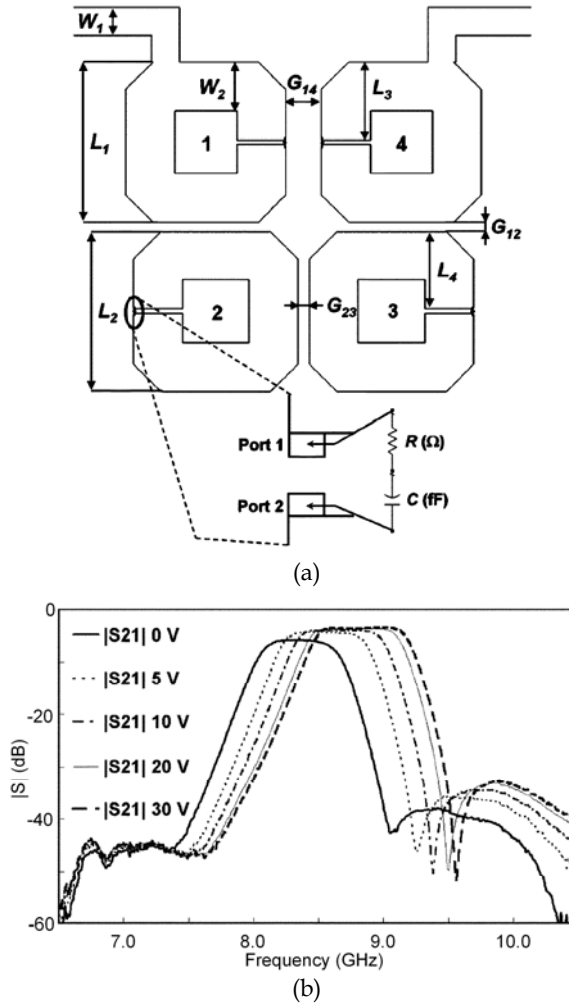 W1
W2
G14
L3
L1
1
4
G12
L2
2
G23
3
L4
Port 1
R (Ω)
Port 2
C (fF)
(a)
0
-20
-40
-60
|S| (dB)
|S21| 0 V
|S21| 5 V
|S21| 10 V
|S21| 20 V
|S21| 30 V
7.0
8.0
9.0
10.0
Frequency (GHz)
(b)